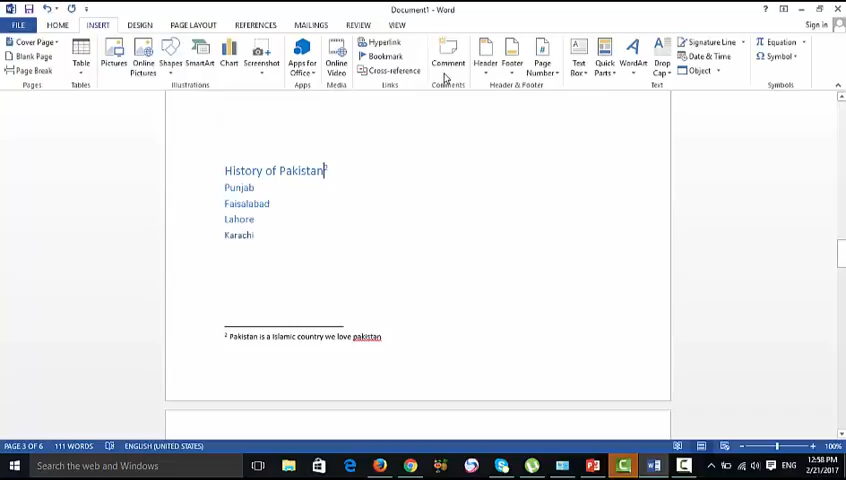 Document1 - Word
? 
Sign in
FILE HOME INSERT DESIGN PAGE LAYOUT REFERENCES MAILINGS REVIEW VIEW
Cover Page
Blank Page
Page Break
Pages
Table
Tables
Pictures
Online Pictures
Shapes
SmartArt
Chart
Screenshot
Illustrations
Apps for Office
Apps
Online Video
Media
Hyperlink
Bookmark
Cross-reference
Links
Comment
Comments
Header
Footer
Page Number
Header & Footer
Text Box
Quick Parts
WordArt
Drop Cap
Signature Line
Date & Time
Object
Text
Equation
Symbol
Symbols
History of Pakistan2
Punjab
Faisalabad
Lahore
Karachi
2 Pakistan is a Islamic country we love pakistan
PAGE 3 OF 6 111 WORDS ENGLISH (UNITED STATES) 100%
Search the web and Windows
ENG
12:58 PM
2/21/2017